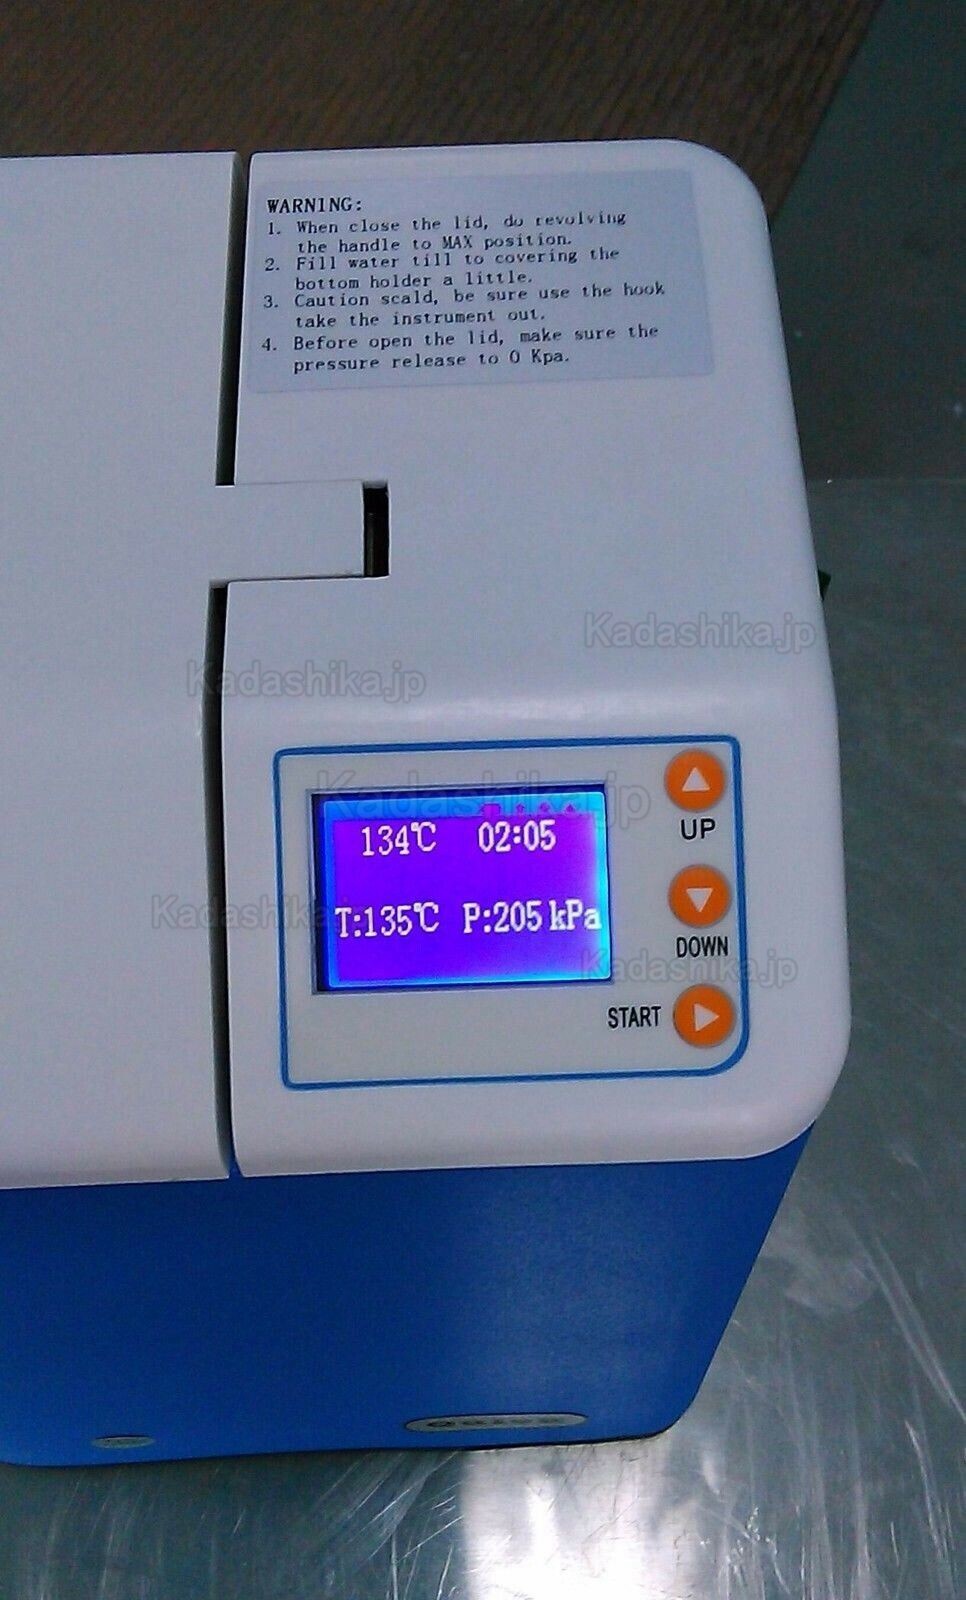 WARNING:
1. When close the lid, do revolving
the handle to MAX position.
2. Fill water till to covering the
bottom holder a little.
3. Caution scald, be sure use the hook
take the instrument out.
4. Before open the lid, make sure the
pressure release to 0 Kpa.
Kadashika.jp
Kadashika.jp
Kadashika.jp
134℃ 02:05
UP
Kadashika.jp
T:135℃ P:205 kPa
DOWN
Kadashika.jp
START